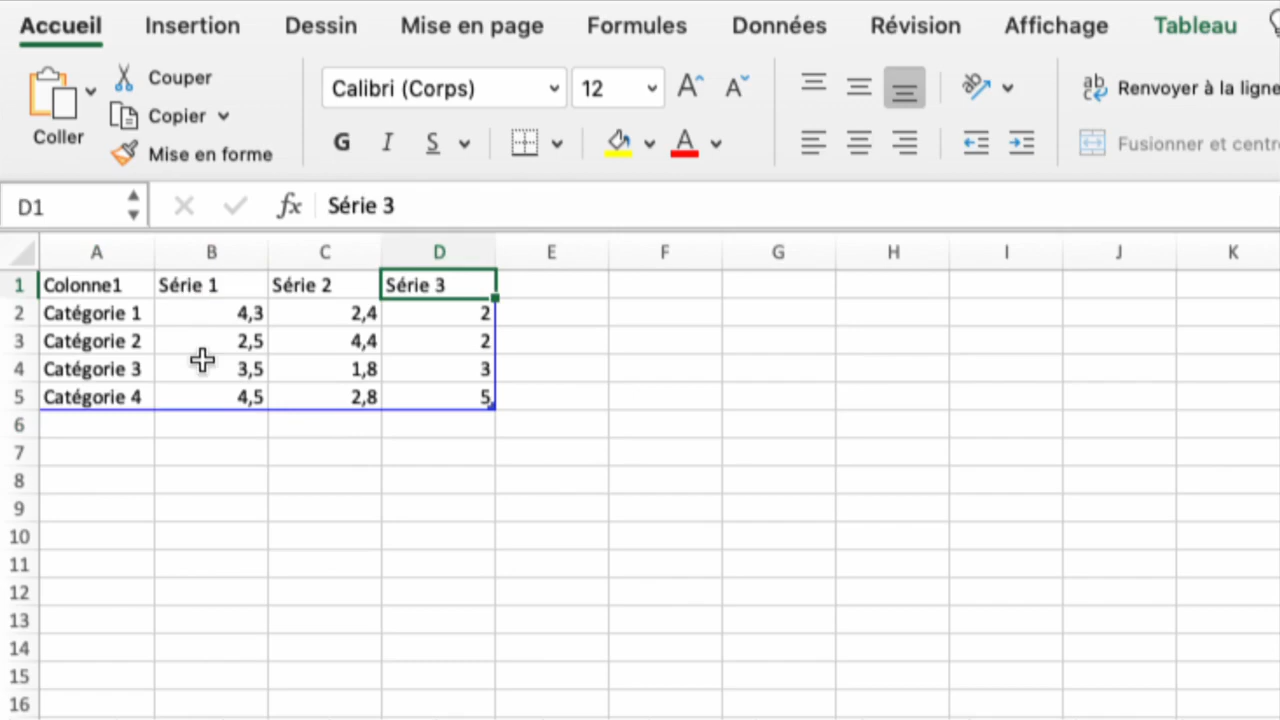 Accueil Insertion Dessin Mise en page Formules Données Révision Affichage Tableau
Couper
Calibri (Corps) 12 A A ab Renvoyer à la ligne
Copier
Coller
G I S A Fusionner et centre
Mise en forme
D1 fx Série 3
A B C D E F G H I J K
1 Colonne1 Série 1 Série 2 Série 3
2 Catégorie 1 4,3 2,4 2
3 Catégorie 2 2,5 4,4 2
4 Catégorie 3 3,5 1,8 3
5 Catégorie 4 4,5 2,8 5
6
7
8
9
10
11
12
13
14
15
16